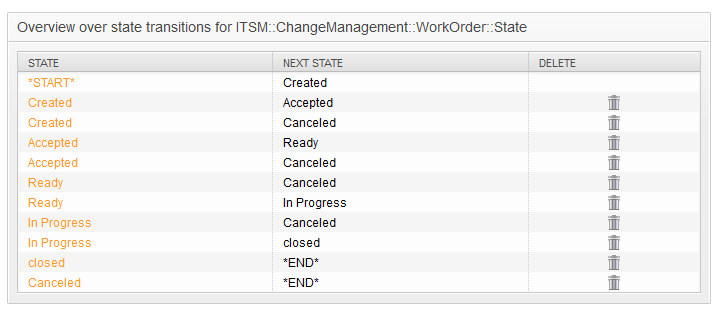 Overview over state transitions for ITSM::ChangeManagement::WorkOrder::State
STATE NEXT STATE DELETE
*START* Created
Created Accepted
Created Canceled
Accepted Ready
Accepted Canceled
Ready Canceled
Ready In Progress
In Progress Canceled
In Progress closed
closed *END*
Canceled *END*